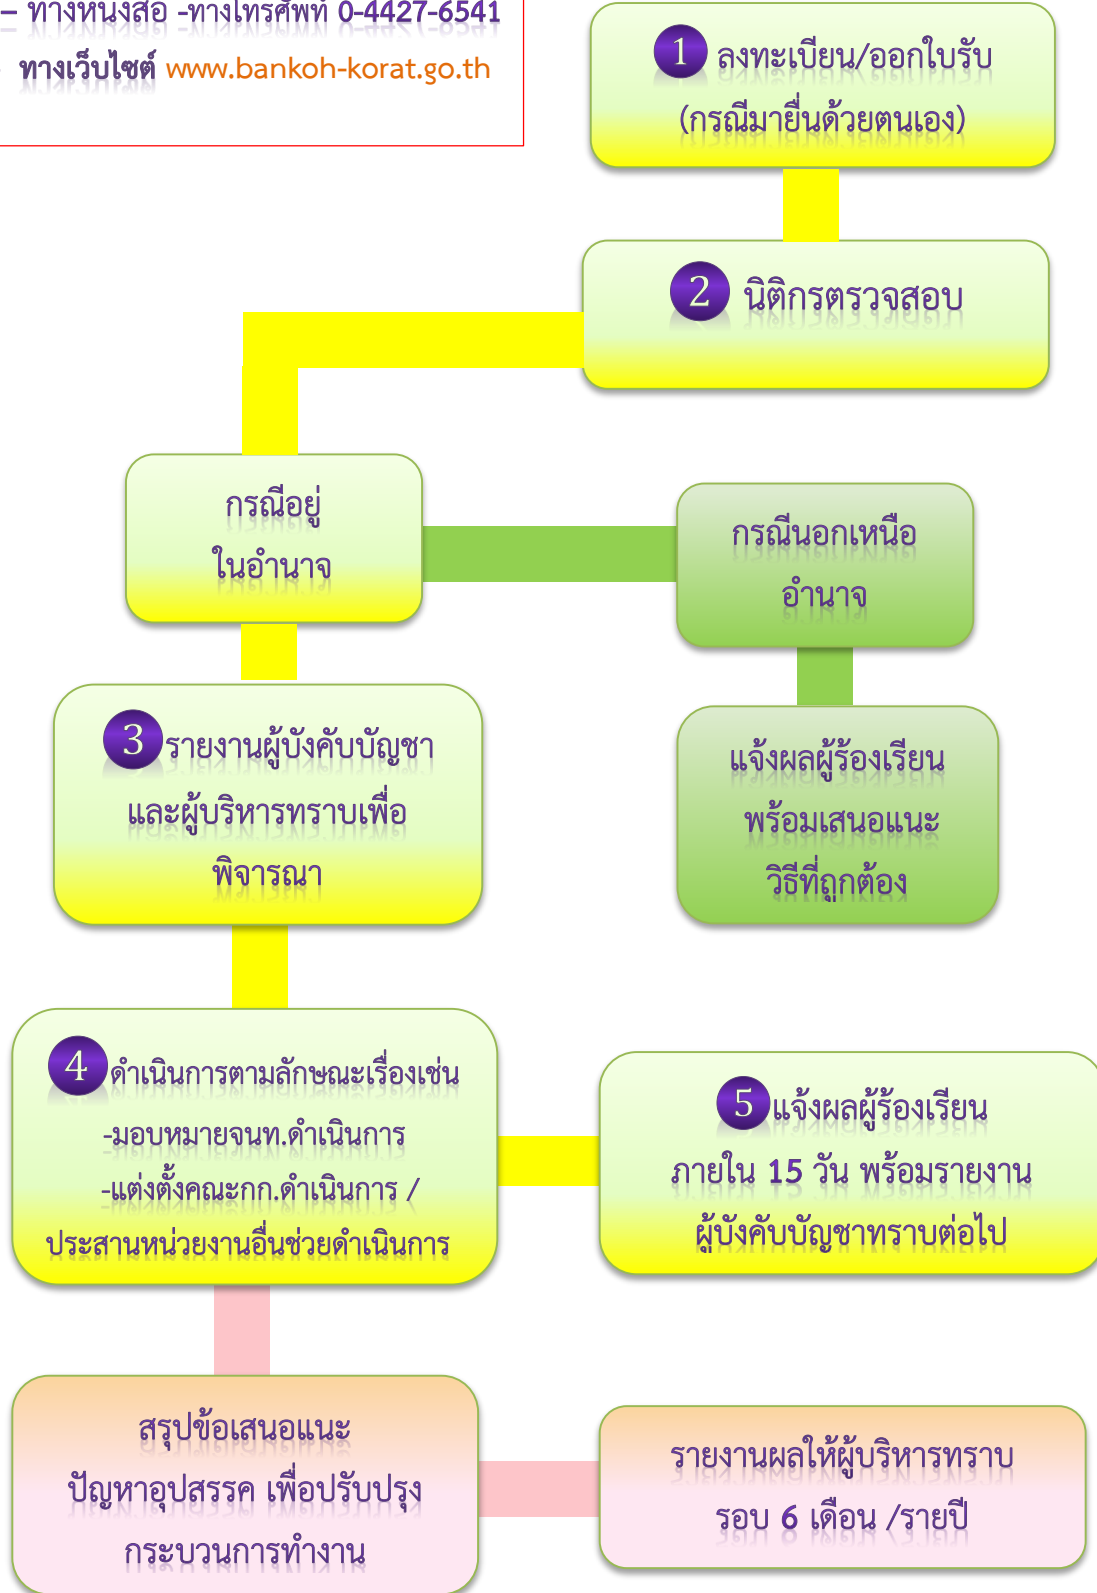 – ทางหนังสือ -ทางโทรศัพท์ 0-4427-6541
ทางเว็บไซต์ www.bankoh-korat.go.th
1 ลงทะเบียน/ออกใบรับ
(กรณีมายื่นด้วยตนเอง)
2 นิติกรตรวจสอบ
กรณีอยู่
ในอำนาจ
กรณีนอกเหนือ
อำนาจ
3 รายงานผู้บังคับบัญชา
และผู้บริหารทราบเพื่อ
พิจารณา
แจ้งผลผู้ร้องเรียน
พร้อมเสนอแนะ
วิธีที่ถูกต้อง
4 ดำเนินการตามลักษณะเรื่องเช่น
-มอบหมายจนท.ดำเนินการ
-แต่งตั้งคณะกก.ดำเนินการ /
ประสานหน่วยงานอื่นช่วยดำเนินการ
5 แจ้งผลผู้ร้องเรียน
ภายใน 15 วัน พร้อมรายงาน
ผู้บังคับบัญชาทราบต่อไป
สรุปข้อเสนอแนะ
ปัญหาอุปสรรค เพื่อปรับปรุง
กระบวนการทำงาน
รายงานผลให้ผู้บริหารทราบ
รอบ 6 เดือน /รายปี